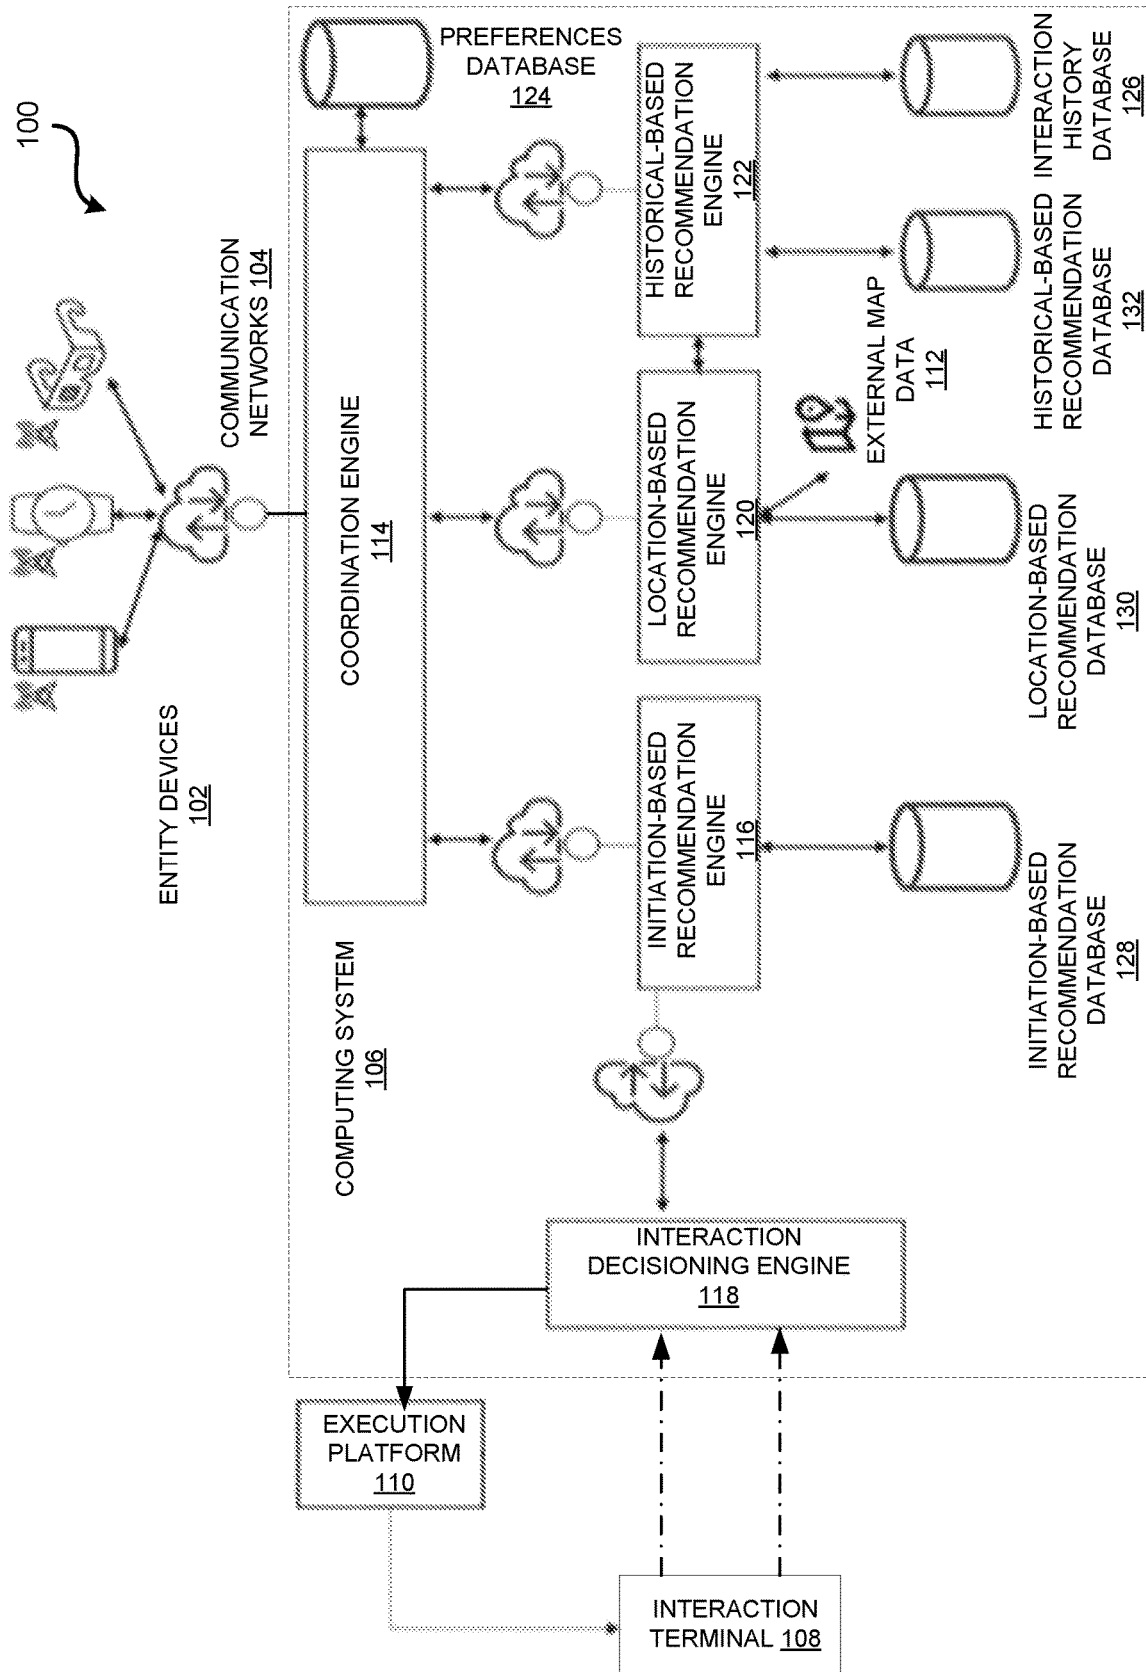 100
ENTITY DEVICES
102
COMMUNICATION
NETWORKS 104
COMPUTING SYSTEM
106
COORDINATION ENGINE
114
PREFERENCES
DATABASE
124
EXECUTION
PLATFORM
110
INTERACTION
TERMINAL 108
INTERACTION
DECISIONING ENGINE
118
INITIATION-BASED
RECOMMENDATION
ENGINE
116
LOCATION-BASED
RECOMMENDATION
ENGINE
120
HISTORICAL-BASED
RECOMMENDATION
ENGINE
122
EXTERNAL MAP
DATA
112
INITIATION-BASED
RECOMMENDATION
DATABASE
128
LOCATION-BASED
RECOMMENDATION
DATABASE
130
HISTORICAL-BASED
RECOMMENDATION
DATABASE
132
INTERACTION
HISTORY
DATABASE
126